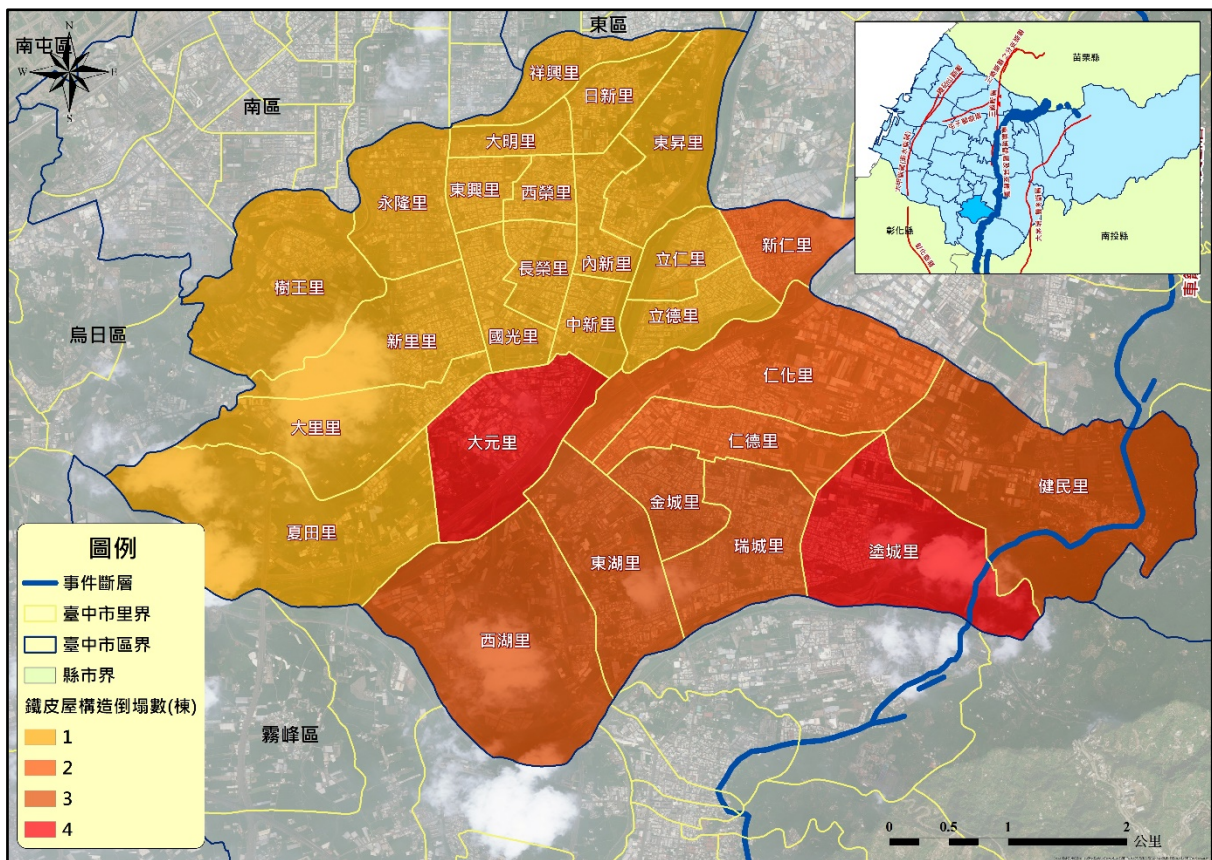 南屯區
N
W
E
S
南區
東區
烏日區
霧峰區
祥興里
日新里
大明里
東昇里
東興里
西榮里
永隆里
新仁里
長榮里
內新里
立仁里
樹王里
新里里
國光里
中新里
立德里
仁化里
大里里
大元里
仁德里
健民里
金城里
夏田里
東湖里
瑞城里
塗城里
西湖里
苗栗縣
彰化縣
南投縣
圖例
事件斷層
臺中市里界
臺中市區界
縣市界
鐵皮屋構造倒塌數(棟)
1
2
3
4
0 0.5 1 2
公里